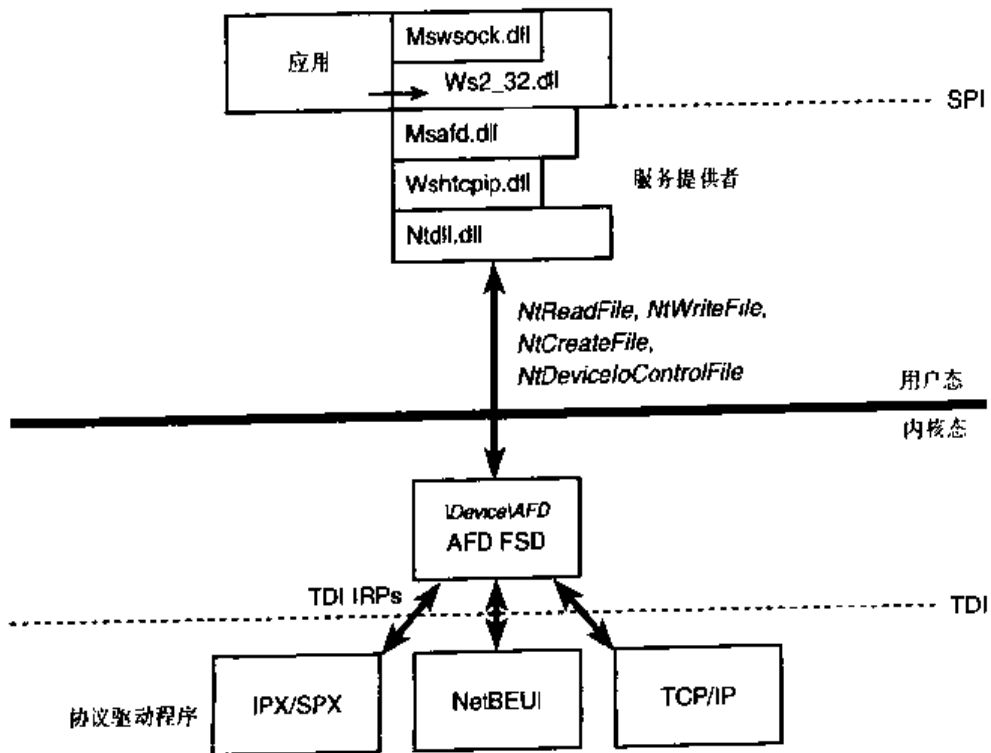 应用
Mswsock.dll
Ws2_32.dll
SPI
Msafd.dll
Wshtcpip.dll
服务提供者
Ntdll.dll
NtReadFile, NtWriteFile,
NtCreateFile,
NtDeviceIoControlFile
用户态
内核态
\Device\AFD
AFD FSD
TDI IRPs
TDI
协议驱动程序
IPX/SPX
NetBEUI
TCP/IP